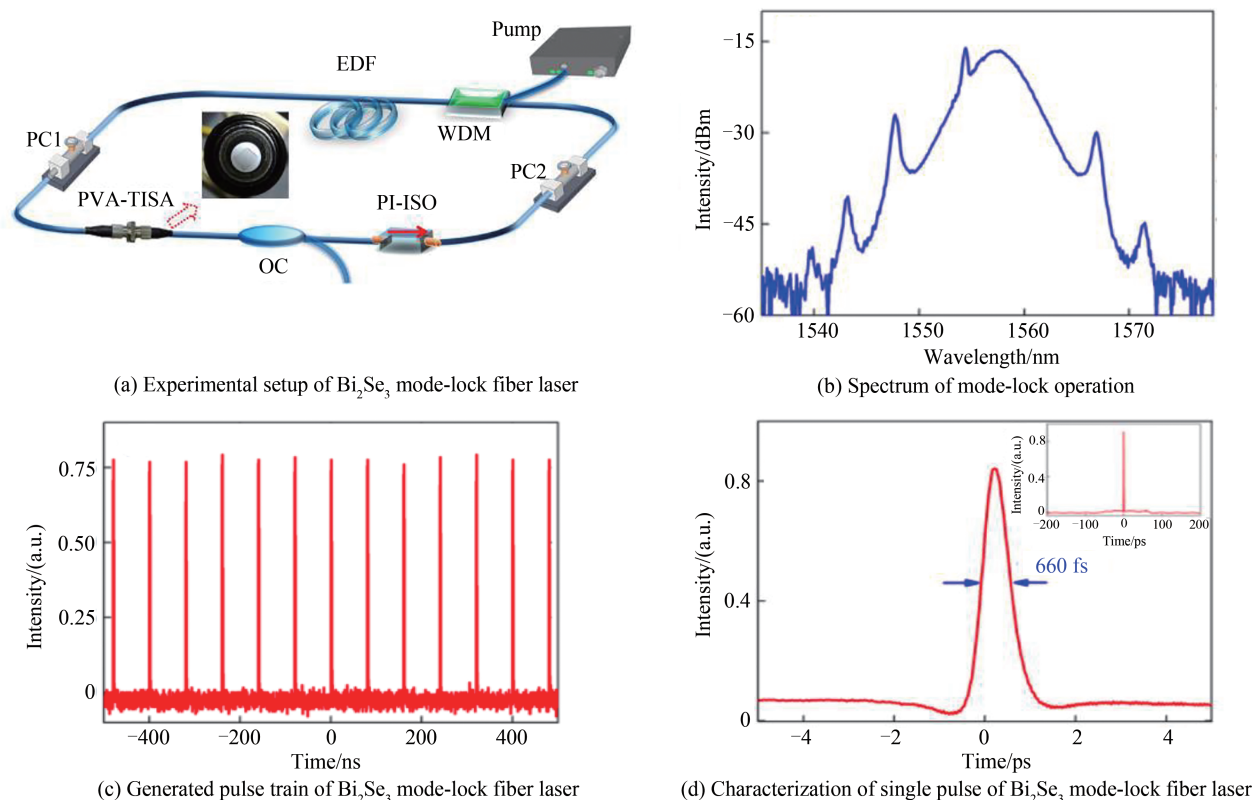 Pump
EDF
WDM
PC1
PC2
PVA-TISA
PI-ISO
OC
(a) Experimental setup of Bi₂Se₃ mode-lock fiber laser
Intensity/dBm
−15
−30
−45
−60
1540 1550 1560 1570
Wavelength/nm
(b) Spectrum of mode-lock operation
Intensity/(a.u.)
0.75
0.50
0.25
0
−400 −200 0 200 400
Time/ns
(c) Generated pulse train of Bi₂Se₃ mode-lock fiber laser
Intensity/(a.u.)
0.8
0.4
0
−4 −2 0 2 4
Time/ps
660 fs
Intensity/(a.u.)
0.8
0.4
0
−200 −100 0 100 200
Time/ps
(d) Characterization of single pulse of Bi₂Se₃ mode-lock fiber laser